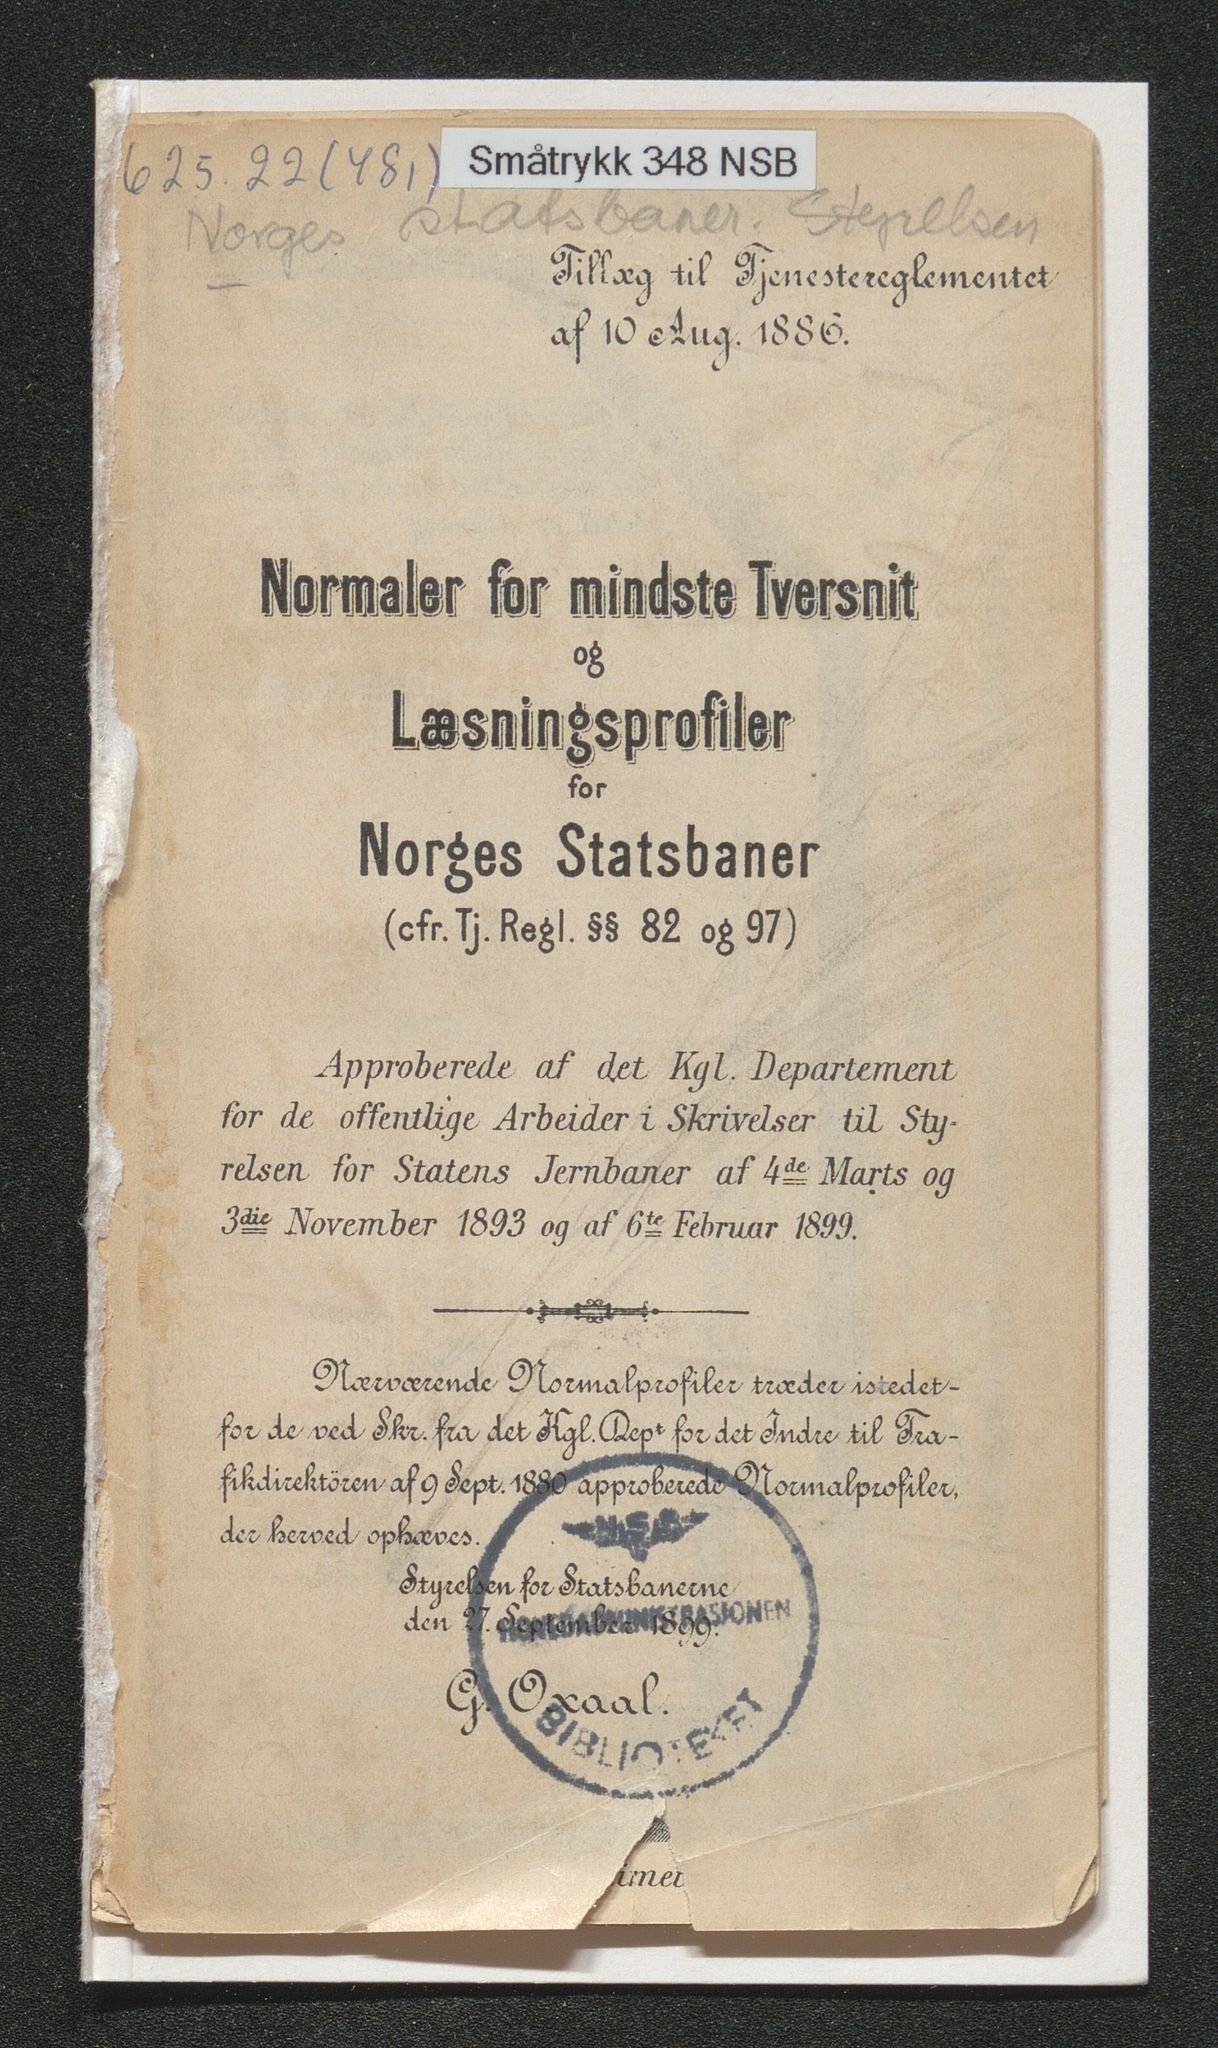 625.22(481)
Småtrykk 348 NSB
Norges statsbaner. Styrelsen
Tillæg til Tjenestereglementet
af 10 Aug. 1886.
Normaler for mindste Tversnit
og
Læsningsprofiler
for
Norges Statsbaner
(cfr. Tj. Regl. §§ 82 og 97)
Approberede af det Kgl. Departement
for de offentlige Arbeider i Skrivelser til Sty-
relsen for Statens Jernbaner af 4de Marts og
3die November 1893 og af 6te Februar 1899.
Nærværende Normalprofiler træder istedet-
for de ved Skr. fra det Kgl. Dept for det Indre til Tra-
fikdirektören af 9 Sept. 1880 approberede Normalprofiler,
der herved ophæves.
N.S.B.
Styrelsen for Statsbanerne
den 27. September 1899.
HOVEDADMINISTRASJONEN
G. Oxaal.
BIBLIOTEKET